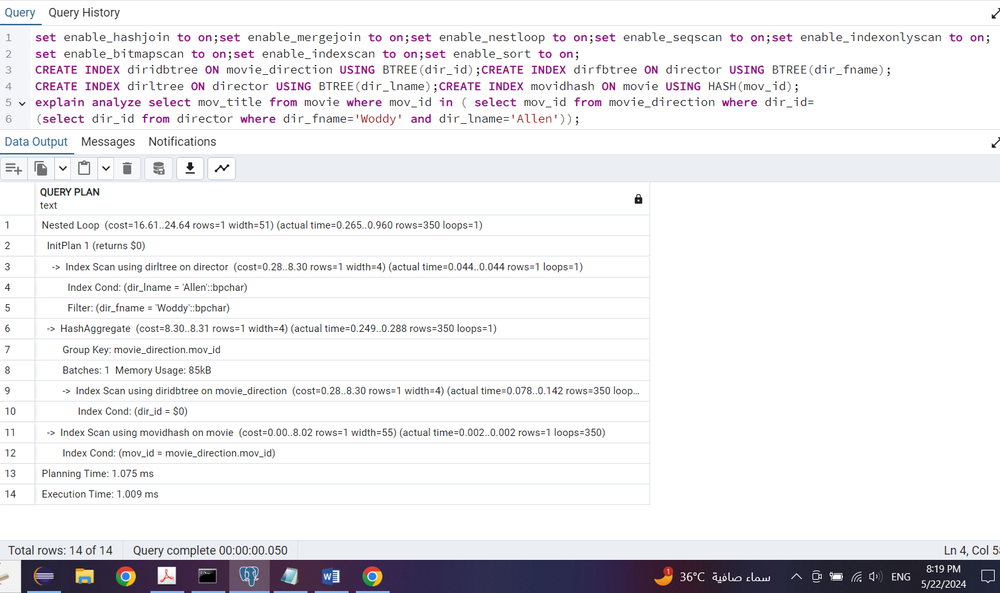 Query Query History
1 set enable_hashjoin to on;set enable_mergejoin to on;set enable_nestloop to on;set enable_seqscan to on;set enable_indexonlyscan to on;
2 set enable_bitmapscan to on;set enable_indexscan to on;set enable_sort to on;
3 CREATE INDEX diridbtree ON movie_direction USING BTREE(dir_id);CREATE INDEX dirfbtree ON director USING BTREE(dir_fname);
4 CREATE INDEX dirltree ON director USING BTREE(dir_lname);CREATE INDEX movidhash ON movie USING HASH(mov_id);
5 explain analyze select mov_title from movie where mov_id in ( select mov_id from movie_direction where dir_id=
6 (select dir_id from director where dir_fname='Woddy' and dir_lname='Allen'));
Data Output Messages Notifications
QUERY PLAN
text
1 Nested Loop (cost=16.61..24.64 rows=1 width=51) (actual time=0.265..0.960 rows=350 loops=1)
2 InitPlan 1 (returns $0)
3 -> Index Scan using dirltree on director (cost=0.28..8.30 rows=1 width=4) (actual time=0.044..0.044 rows=1 loops=1)
4 Index Cond: (dir_lname = 'Allen'::bpchar)
5 Filter: (dir_fname = 'Woddy'::bpchar)
6 -> HashAggregate (cost=8.30..8.31 rows=1 width=4) (actual time=0.249..0.288 rows=350 loops=1)
7 Group Key: movie_direction.mov_id
8 Batches: 1 Memory Usage: 85kB
9 -> Index Scan using diridbtree on movie_direction (cost=0.28..8.30 rows=1 width=4) (actual time=0.078..0.142 rows=350 loop...
10 Index Cond: (dir_id = $0)
11 -> Index Scan using movidhash on movie (cost=0.00..8.02 rows=1 width=55) (actual time=0.002..0.002 rows=1 loops=350)
12 Index Cond: (mov_id = movie_direction.mov_id)
13 Planning Time: 1.075 ms
14 Execution Time: 1.009 ms
Total rows: 14 of 14 Query complete 00:00:00.050 Ln 4, Col 5
1 36°C سماء صافية ENG 8:19 PM
5/22/2024